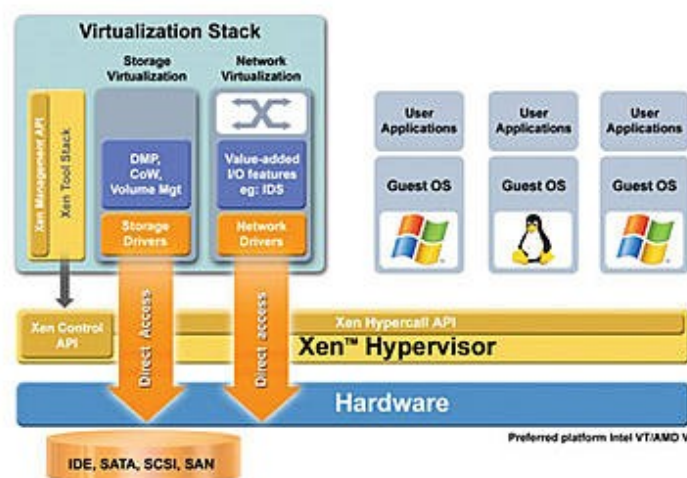 Virtualization Stack
Storage
Virtualization
Network
Virtualization
Xen Management API
Xen Tool Stack
DMP,
CoW,
Volume Mgt
Value-added
I/O features
eg: IDS
Storage
Drivers
Network
Drivers
User
Applications
User
Applications
User
Applications
Guest OS
Guest OS
Guest OS
Direct Access
Direct access
Xen Control
API
Xen Hypercall API
Xen™ Hypervisor
Hardware
Preferred platform Intel VT/AMD V
IDE, SATA, SCSI, SAN